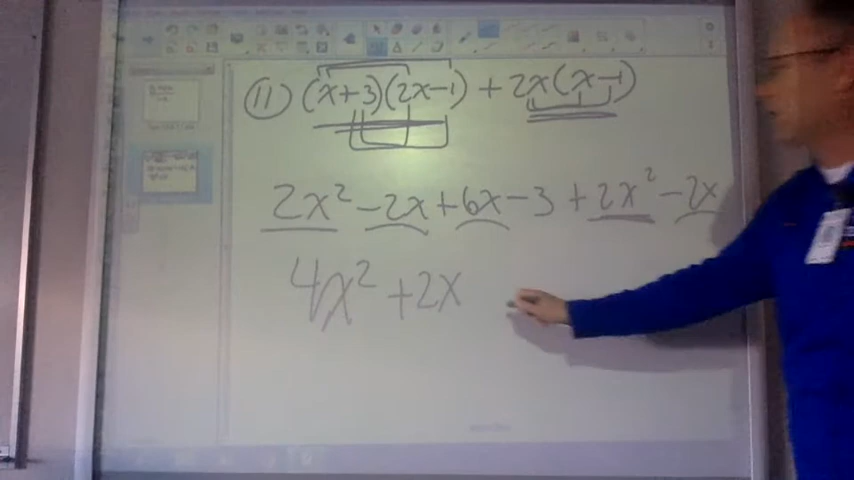 11 (x+3)(2x-1) + 2x(x-1)
2x² -2x +6x -3 + 2x² -2x
4x² +2x